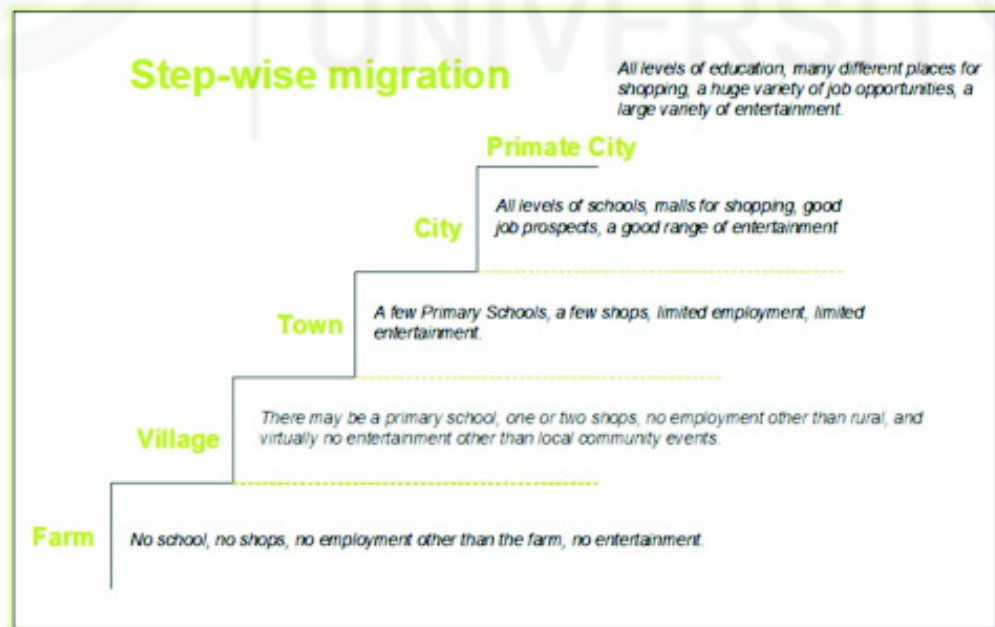 UNIVERSITY
Step-wise migration
All levels of education, many different places for
shopping, a huge variety of job opportunities, a
large variety of entertainment.
Primate City
City
All levels of schools, malls for shopping, good
job prospects, a good range of entertainment
Town
A few Primary Schools, a few shops, limited employment, limited
entertainment.
Village
There may be a primary school, one or two shops, no employment other than rural, and
virtually no entertainment other than local community events.
Farm
No school, no shops, no employment other than the farm, no entertainment.